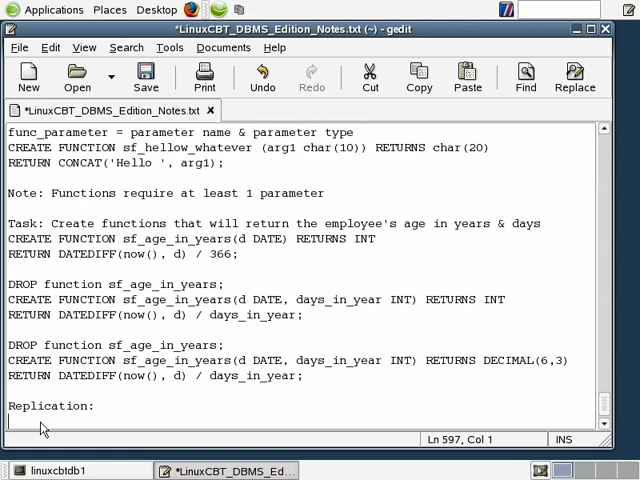 Applications Places Desktop
*LinuxCBT_DBMS_Edition_Notes.txt (~) - gedit
File Edit View Search Tools Documents Help
New Open Save Print Undo Redo Cut Copy Paste Find Replace
*LinuxCBT_DBMS_Edition_Notes.txt x
func_parameter = parameter name & parameter type
CREATE FUNCTION sf_hellow_whatever (arg1 char(10)) RETURNS char(20)
RETURN CONCAT('Hello ', arg1);
Note: Functions require at least 1 parameter
Task: Create functions that will return the employee's age in years & days
CREATE FUNCTION sf_age_in_years(d DATE) RETURNS INT
RETURN DATEDIFF(now(), d) / 366;
DROP function sf_age_in_years;
CREATE FUNCTION sf_age_in_years(d DATE, days_in_year INT) RETURNS INT
RETURN DATEDIFF(now(), d) / days_in_year;
DROP function sf_age_in_years;
CREATE FUNCTION sf_age_in_years(d DATE, days_in_year INT) RETURNS DECIMAL(6,3)
RETURN DATEDIFF(now(), d) / days_in_year;
Replication:
Ln 597, Col 1 INS
linuxcbtdb1 *LinuxCBT_DBMS_Ed...